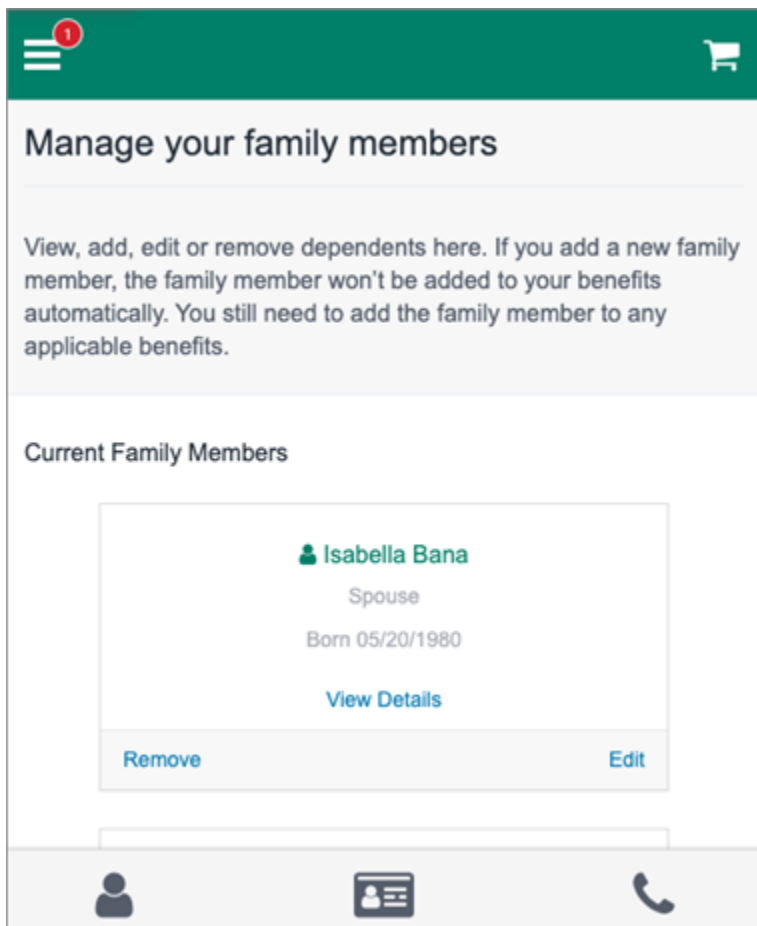 1
Manage your family members
View, add, edit or remove dependents here. If you add a new family
member, the family member won't be added to your benefits
automatically. You still need to add the family member to any
applicable benefits.
Current Family Members
Isabella Bana
Spouse
Born 05/20/1980
View Details
Remove Edit